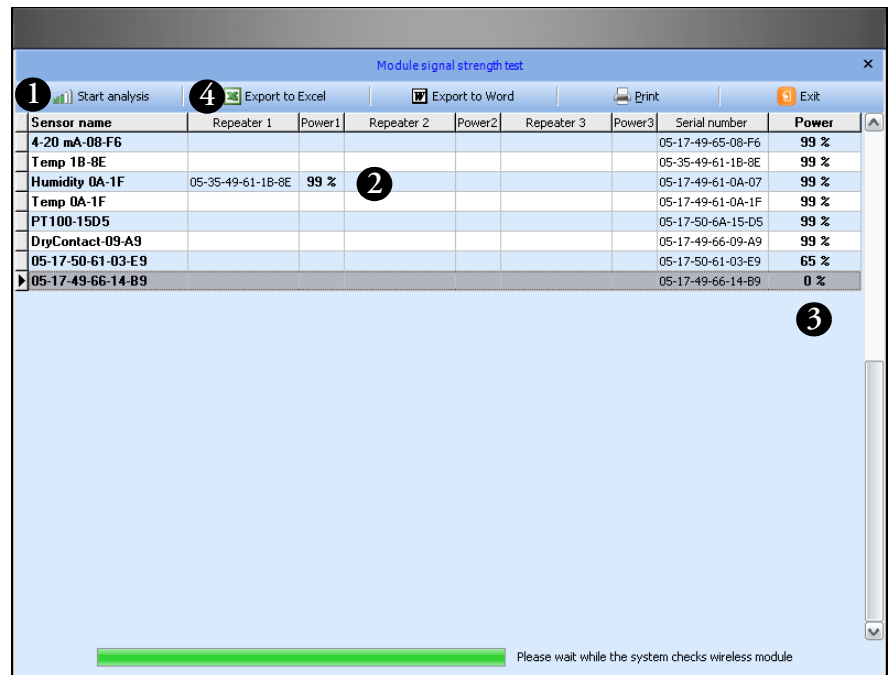 Module signal strength test ×
1 Start analysis 4 Export to Excel Export to Word Print Exit
Sensor name Repeater 1 Power1 Repeater 2 Power2 Repeater 3 Power3 Serial number Power
4-20 mA-08-F6 05-17-49-65-08-F6 99 %
Temp 1B-8E 05-35-49-61-1B-8E 99 %
Humidity 0A-1F 05-35-49-61-1B-8E 99 % 2 05-17-49-61-0A-07 99 %
Temp 0A-1F 05-17-49-61-0A-1F 99 %
PT100-15D5 05-17-50-6A-15-D5 99 %
DryContact-09-A9 05-17-49-66-09-A9 99 %
05-17-50-61-03-E9 05-17-50-61-03-E9 65 %
05-17-49-66-14-B9 05-17-49-66-14-B9 0 %
3
Please wait while the system checks wireless module